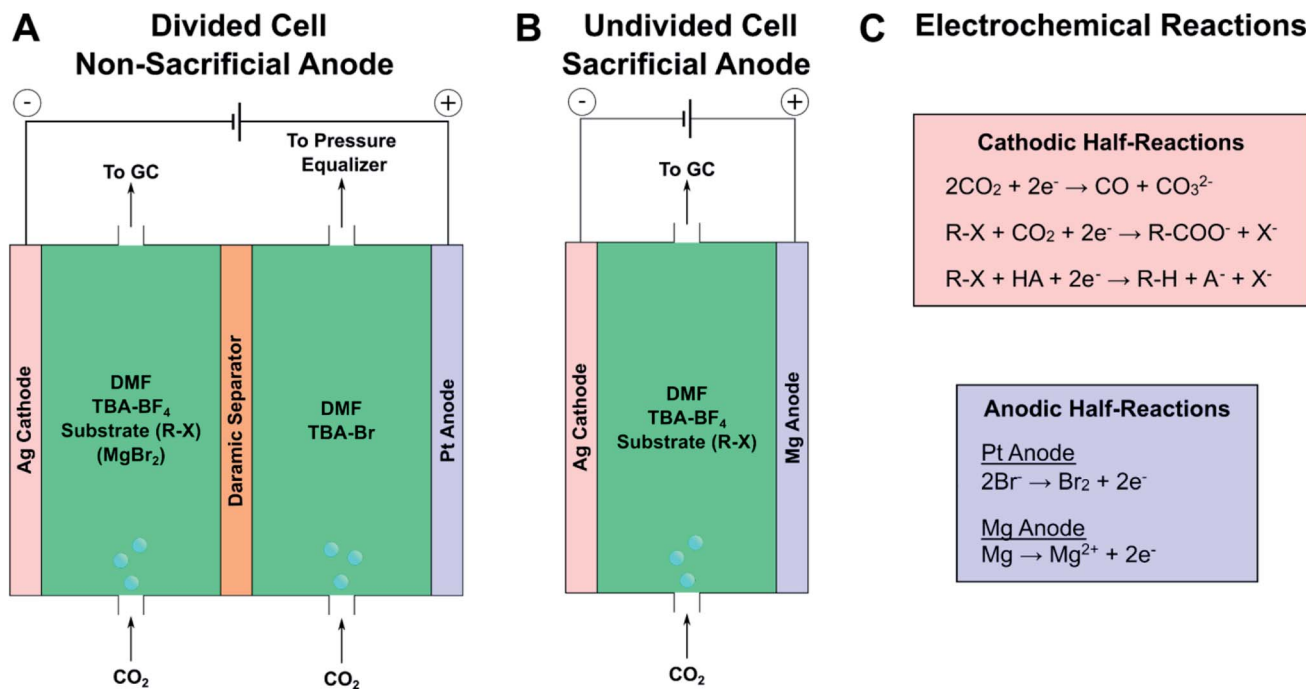 A
Divided Cell
Non-Sacrificial Anode
-
+
To GC
To Pressure
Equalizer
Ag Cathode
DMF
TBA-BF₄
Substrate (R-X)
(MgBr₂)
Daramic Separator
DMF
TBA-Br
Pt Anode
CO₂
CO₂
B
Undivided Cell
Sacrificial Anode
-
+
To GC
Ag Cathode
DMF
TBA-BF₄
Substrate (R-X)
Mg Anode
CO₂
C
Electrochemical Reactions
Cathodic Half-Reactions
2CO₂ + 2e⁻ → CO + CO₃²⁻
R-X + CO₂ + 2e⁻ → R-COO⁻ + X⁻
R-X + HA + 2e⁻ → R-H + A⁻ + X⁻
Anodic Half-Reactions
Pt Anode
2Br⁻ → Br₂ + 2e⁻
Mg Anode
Mg → Mg²⁺ + 2e⁻